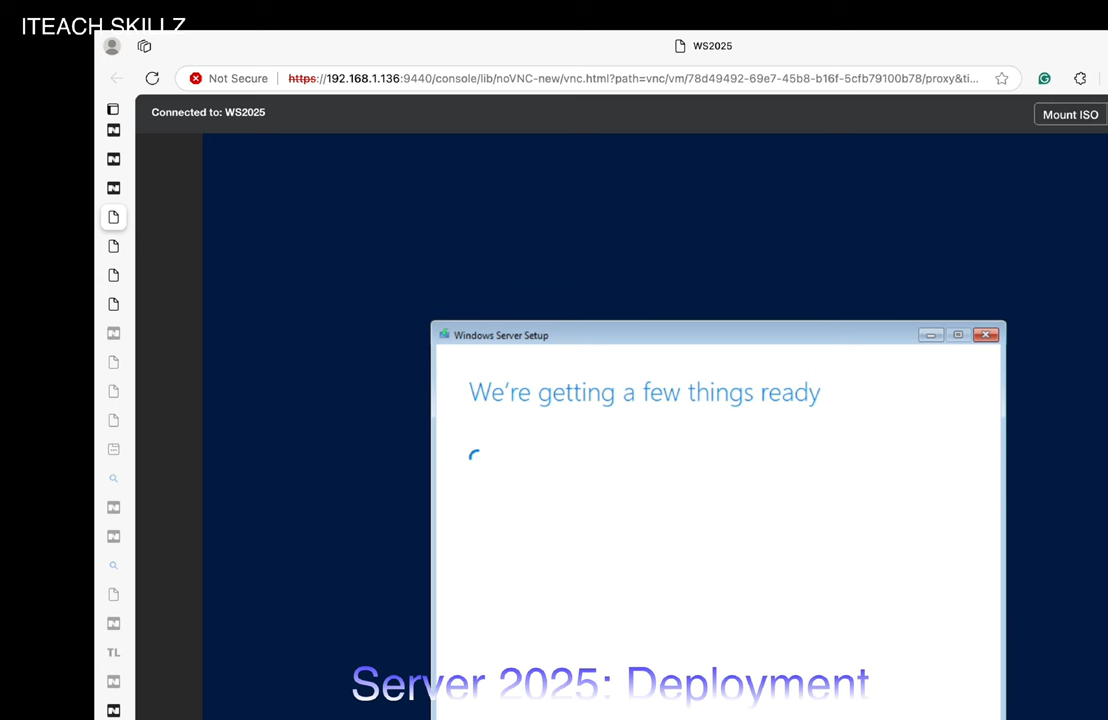 ITEACH SKILLZ
WS2025
Not Secure https://192.168.1.136:9440/console/lib/noVNC-new/vnc.html?path=vnc/vm/78d49492-69e7-45b8-b16f-5cfb79100b78/proxy&ti...
Connected to: WS2025
Mount ISO
Windows Server Setup
We're getting a few things ready
TL
Server 2025: Deployment